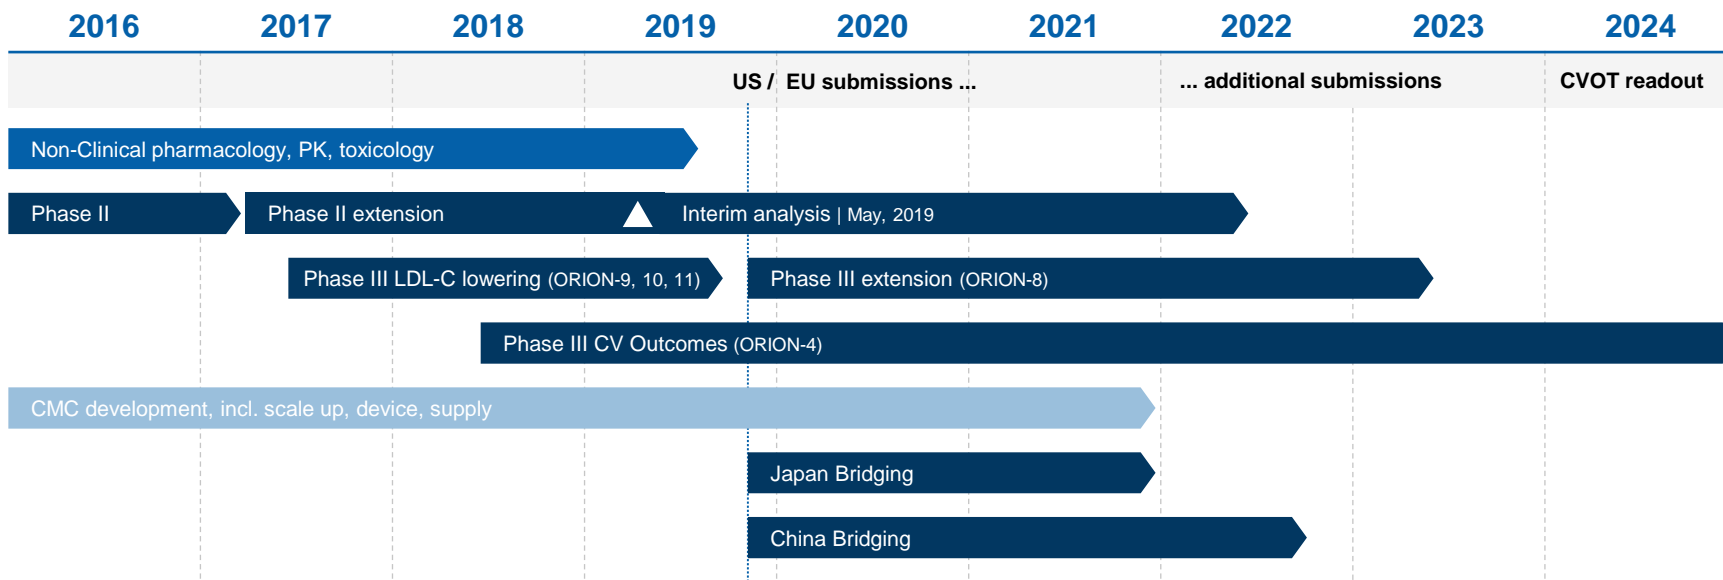 2016 2017 2018 2019 2020 2021 2022 2023 2024
US / EU submissions ... ... additional submissions CVOT readout
Non-Clinical pharmacology, PK, toxicology
Phase II Phase II extension Interim analysis | May, 2019
Phase III LDL-C lowering (ORION-9, 10, 11) Phase III extension (ORION-8)
Phase III CV Outcomes (ORION-4)
CMC development, incl. scale up, device, supply
Japan Bridging
China Bridging